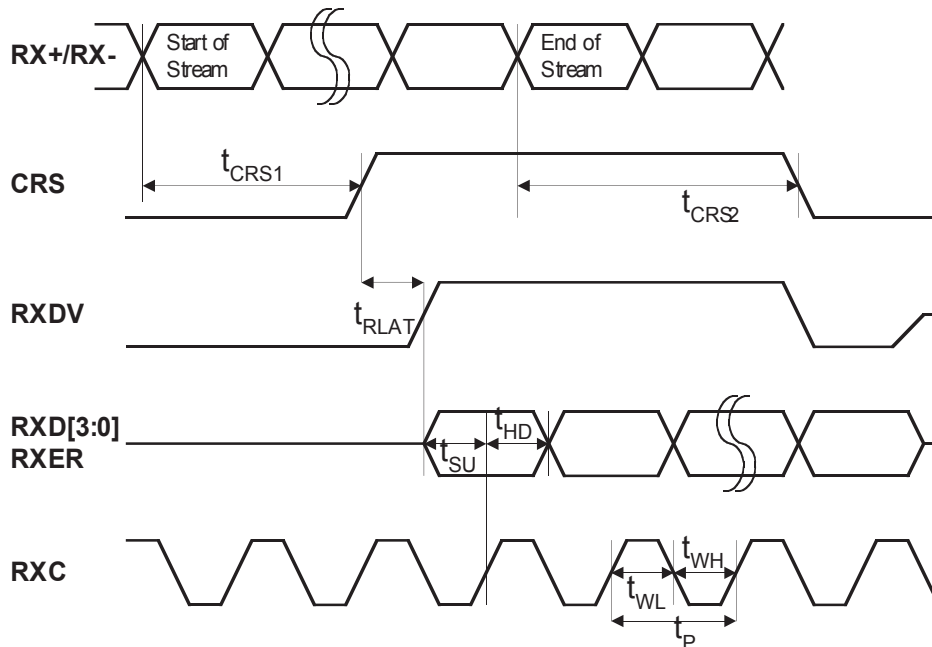 RX+/RX-
Start of
Stream
End of
Stream
CRS
tCRS1
tCRS2
RXDV
tRLAT
RXD[3:0]
RXER
tSU
tHD
RXC
tWL
tWH
tP